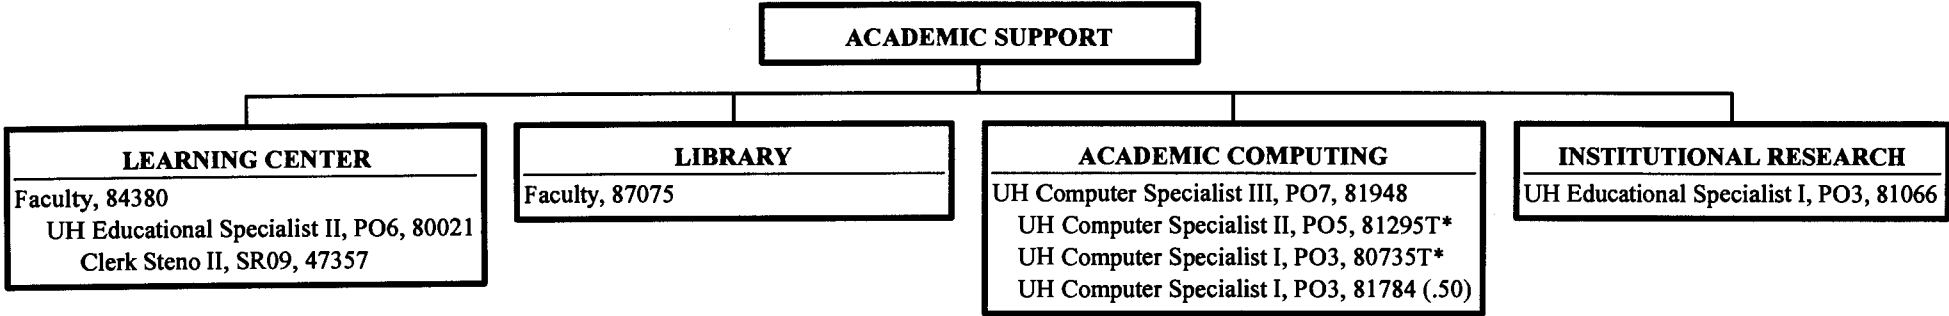 ACADEMIC SUPPORT
LEARNING CENTER
Faculty, 84380
UH Educational Specialist II, PO6, 80021
Clerk Steno II, SR09, 47357
LIBRARY
Faculty, 87075
ACADEMIC COMPUTING
UH Computer Specialist III, PO7, 81948
UH Computer Specialist II, PO5, 81295T*
UH Computer Specialist I, PO3, 80735T*
UH Computer Specialist I, PO3, 81784 (.50)
INSTITUTIONAL RESEARCH
UH Educational Specialist I, PO3, 81066